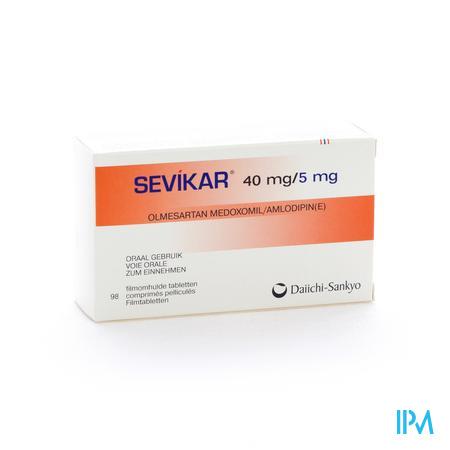 SEVÍKAR® 40 mg/5 mg
OLMESARTAN MEDOXOMIL/AMLODIPIN(E)
ORAAL GEBRUIK
VOIE ORALE
ZUM EINNEHMEN
98 filmomhulde tabletten
comprimés pelliculés
Filmtabletten
Daiichi-Sankyo
IPM